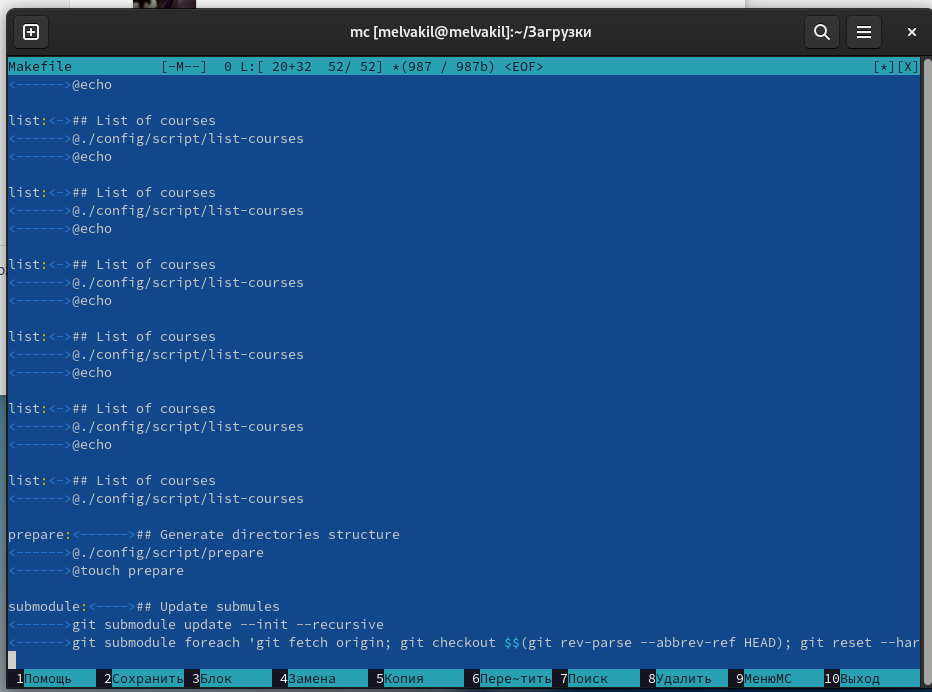 mc [melvakil@melvakil]:~/Загрузки
Makefile [-M--] 0 L:[ 20+32 52/ 52] *(987 / 987b) <EOF> [*][X]
<------>@echo
list:<->## List of courses
<------>@./config/script/list-courses
<------>@echo
list:<->## List of courses
<------>@./config/script/list-courses
<------>@echo
list:<->## List of courses
<------>@./config/script/list-courses
<------>@echo
list:<->## List of courses
<------>@./config/script/list-courses
<------>@echo
list:<->## List of courses
<------>@./config/script/list-courses
<------>@echo
list:<->## List of courses
<------>@./config/script/list-courses
prepare:<------>## Generate directories structure
<------>@./config/script/prepare
<------>@touch prepare
submodule:<---->## Update submules
<------>git submodule update --init --recursive
<------>git submodule foreach 'git fetch origin; git checkout $$(git rev-parse --abbrev-ref HEAD); git reset --har
1Помощь 2Сохранить 3Блок 4Замена 5Копия 6Пере~тить 7Поиск 8Удалить 9МенюMC 10Выход